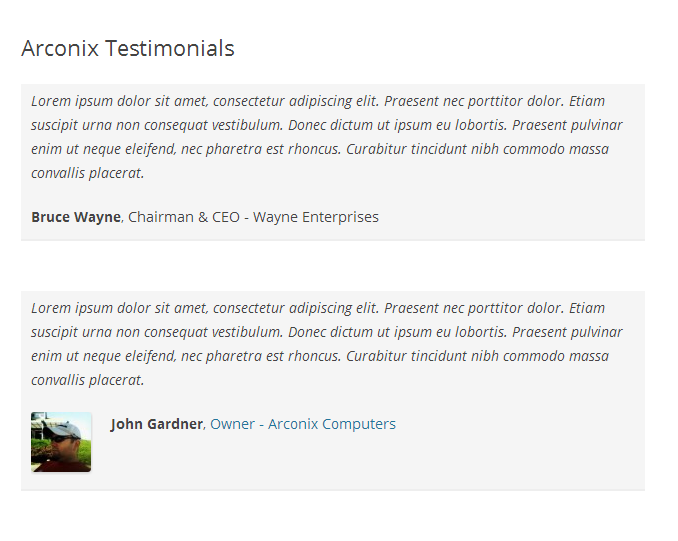 Arconix Testimonials
Lorem ipsum dolor sit amet, consectetur adipiscing elit. Praesent nec porttitor dolor. Etiam
suscipit urna non consequat vestibulum. Donec dictum ut ipsum eu lobortis. Praesent pulvinar
enim ut neque eleifend, nec pharetra est rhoncus. Curabitur tincidunt nibh commodo massa
convallis placerat.
Bruce Wayne, Chairman & CEO - Wayne Enterprises
Lorem ipsum dolor sit amet, consectetur adipiscing elit. Praesent nec porttitor dolor. Etiam
suscipit urna non consequat vestibulum. Donec dictum ut ipsum eu lobortis. Praesent pulvinar
enim ut neque eleifend, nec pharetra est rhoncus. Curabitur tincidunt nibh commodo massa
convallis placerat.
John Gardner, Owner - Arconix Computers